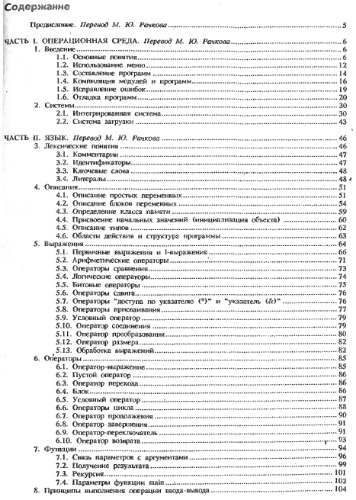 Содержание
Предисловие. Перевод М. Ю. Рачкова 5
ЧАСТЬ I. ОПЕРАЦИОННАЯ СРЕДА. Перевод М. Ю. Рачкова 6
1. Введение 6
1.1. Основные понятия 6
1.2. Использование меню 12
1.3. Составление программ 14
1.4. Компиляция модулей и программ 16
1.5. Исправление ошибок 19
1.6. Отладка программ 20
2. Системы 30
2.1. Интегрированная система 30
2.2. Система загрузки 43
ЧАСТЬ II. ЯЗЫК. Перевод М. Ю. Рачкова 46
3. Лексические понятия 46
3.1. Комментарии 47
3.2. Идентификаторы 47
3.3. Ключевые слова 48
3.4. Литералы 48
4. Описания 51
4.1. Описание простых переменных 51
4.2. Описание блоков переменных 54
4.3. Определение класса памяти 59
4.4. Присвоение начальных значений (инициализация объекта) 60
4.5. Описание типов 62
4.6. Области действия и структура программы 63
5. Выражения 64
5.1. Первичные выражения и l-выражения 66
5.2. Арифметические операторы 71
5.3. Операторы сравнения 73
5.4. Логические операторы 74
5.5. Битовые операторы 75
5.6. Операторы сдвига 76
5.7. Операторы "доступа по указателю (*)" и "указатель (&)" 76
5.8. Операторы присваивания 77
5.9. Условный оператор 79
5.10. Оператор соединения 79
5.11. Оператор преобразования 80
5.12. Оператор размера 82
5.13. Обработка выражений 82
6. Операторы 85
6.1. Оператор-выражение 85
6.2. Пустой оператор 86
6.3. Оператор перехода 86
6.4. Блок 86
6.5. Условный оператор 87
6.6. Операторы цикла 88
6.7. Оператор продолжения 90
6.8. Оператор завершения 91
6.9. Оператор-переключатель 91
6.10. Оператор возврата 93
7. Функции 94
7.1. Связь параметров с аргументами 96
7.2. Получение результата 99
7.3. Рекурсия 101
7.4. Параметры функции main 102
8. Принципы выполнения операции ввода-вывода 104